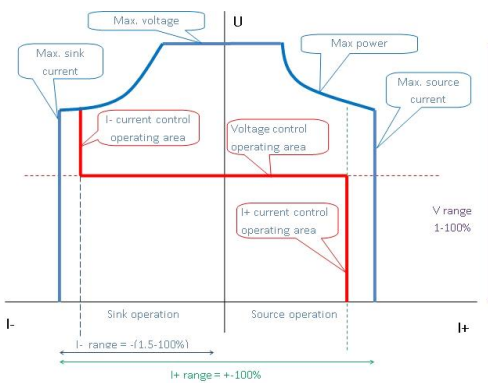 Max. voltage
U
Max. sink
current
Max power
Max. source
current
I- current control
operating area
Voltage control
operating area
I+ current control
operating area
V range
1-100%
Sink operation
Source operation
I-
I+
I- range = -(1.5-100%)
I+ range = +-100%